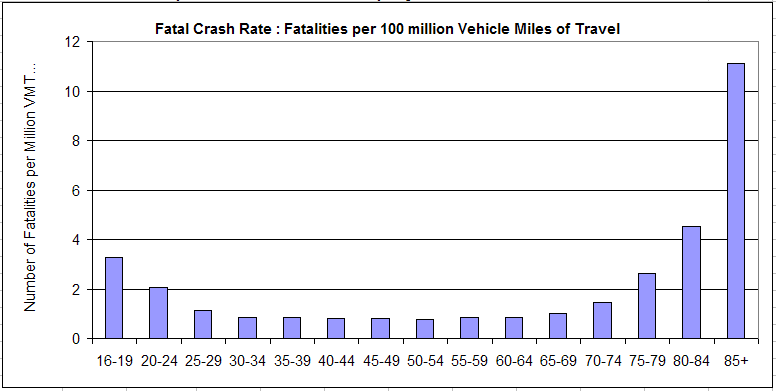 Fatal Crash Rate : Fatalities per 100 million Vehicle Miles of Travel
Number of Fatalities per Million VMT...
12
10
8
6
4
2
0
16-19 20-24 25-29 30-34 35-39 40-44 45-49 50-54 55-59 60-64 65-69 70-74 75-79 80-84 85+